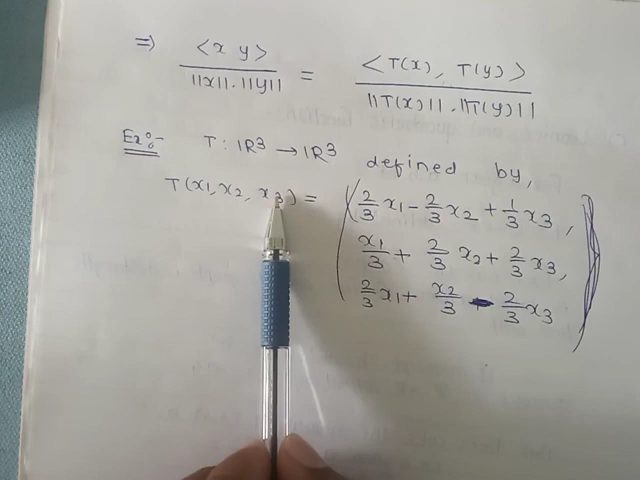 ⇒ <x y> / ||x||.||y|| = <T(x), T(y)> / ||T(x)||.||T(y)||
Ex:- T: IR³ → IR³ defined by,
T(x1, x2, x3) = (2/3 x1 - 2/3 x2 + 1/3 x3,
x1/3 + 2/3 x2 + 2/3 x3,
2/3 x1 + x2/3 - 2/3 x3)